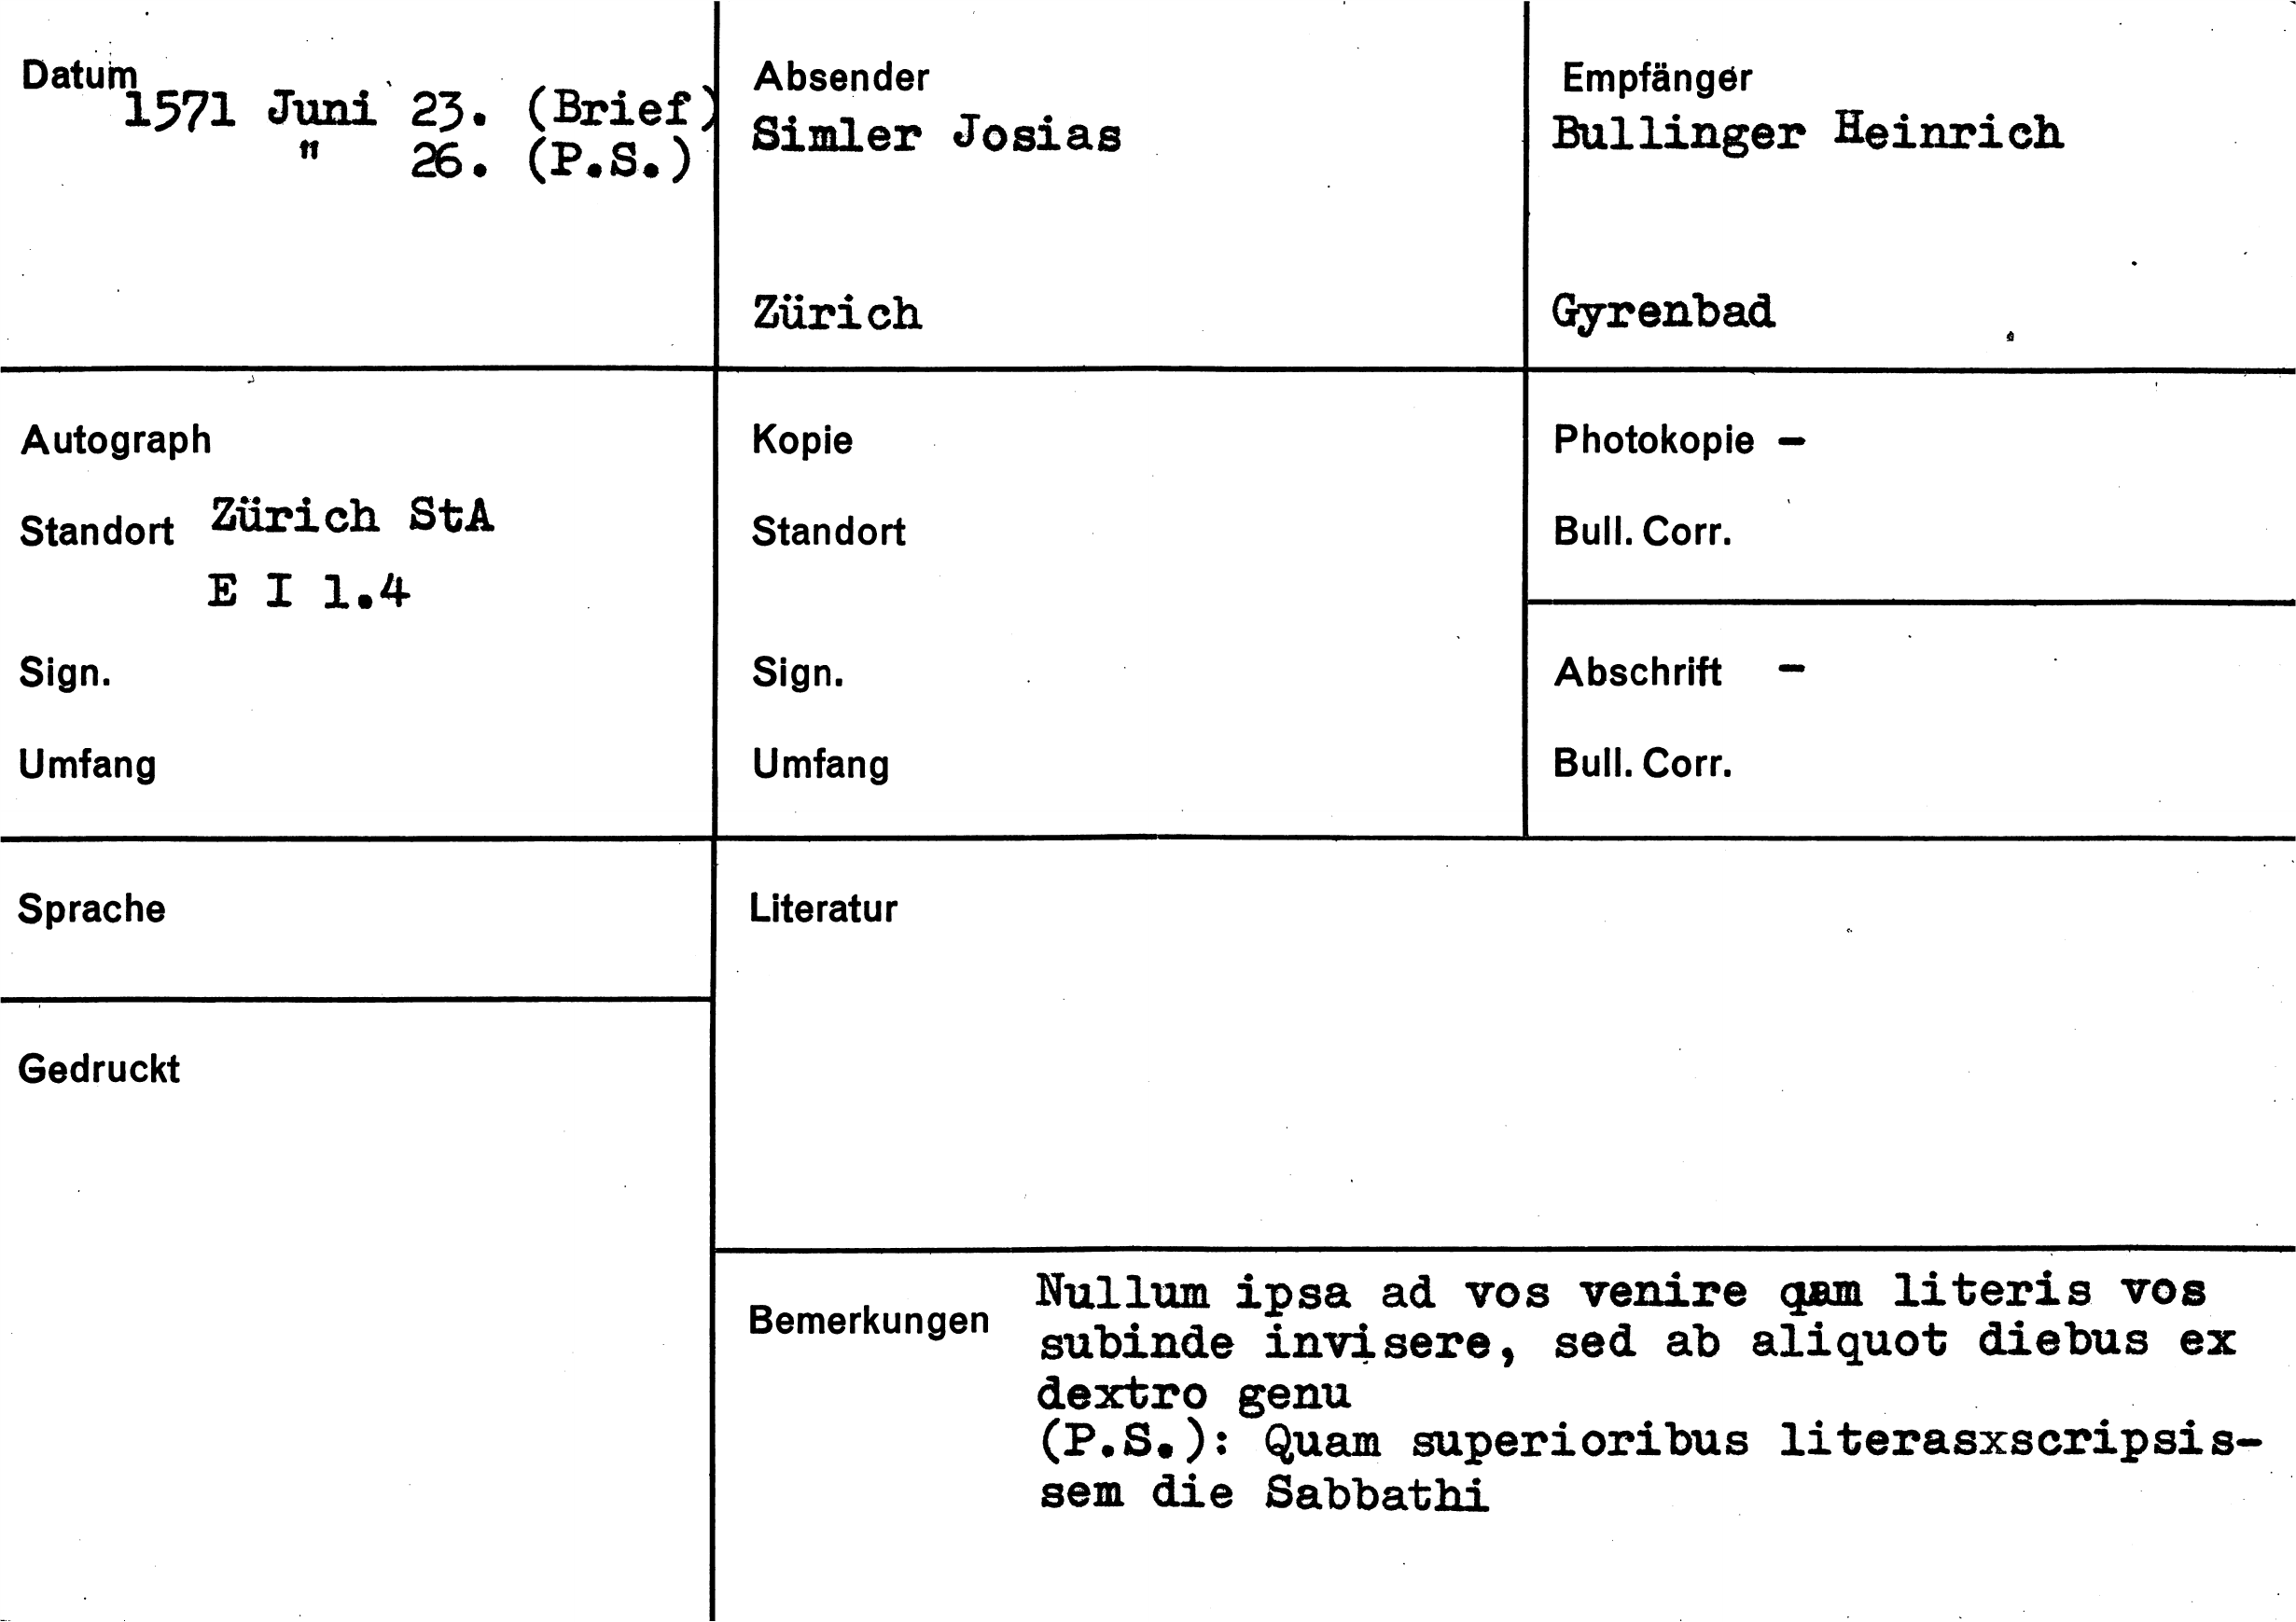 Datum
1571 Juni 23. (Brief)
" 26. (P.S.)
Absender
Simler Josias
Zürich
Empfänger
Bullinger Heinrich
Gyrenbad
Autograph
Standort Zürich StA
E I 1.4
Sign.
Umfang
Kopie
Standort
Sign.
Umfang
Photokopie -
Bull. Corr.
Abschrift -
Bull. Corr.
Sprache
Gedruckt
Literatur
Bemerkungen
Nullum ipsa ad vos venire qam literis vos
subinde invisere, sed ab aliquot diebus ex
dextro genu
(P.S.): Quam superioribus literasxscripsis-
sem die Sabbathi